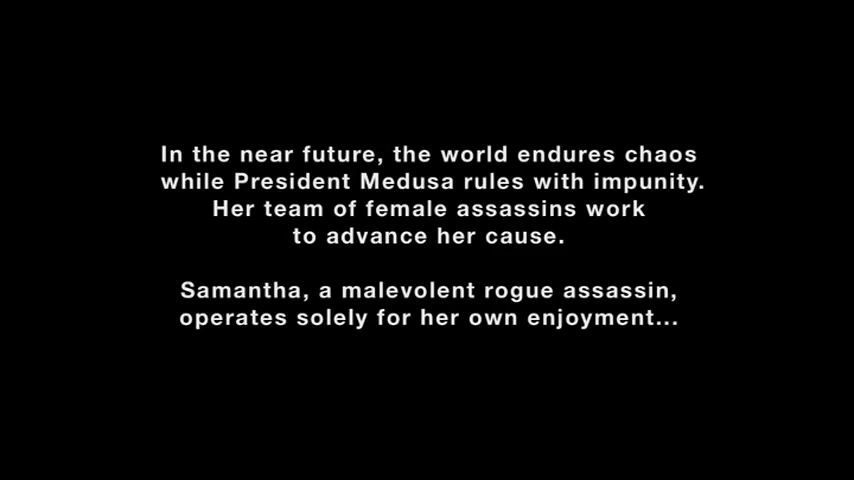 In the near future, the world endures chaos
while President Medusa rules with impunity.
Her team of female assassins work
to advance her cause.
Samantha, a malevolent rogue assassin,
operates solely for her own enjoyment...